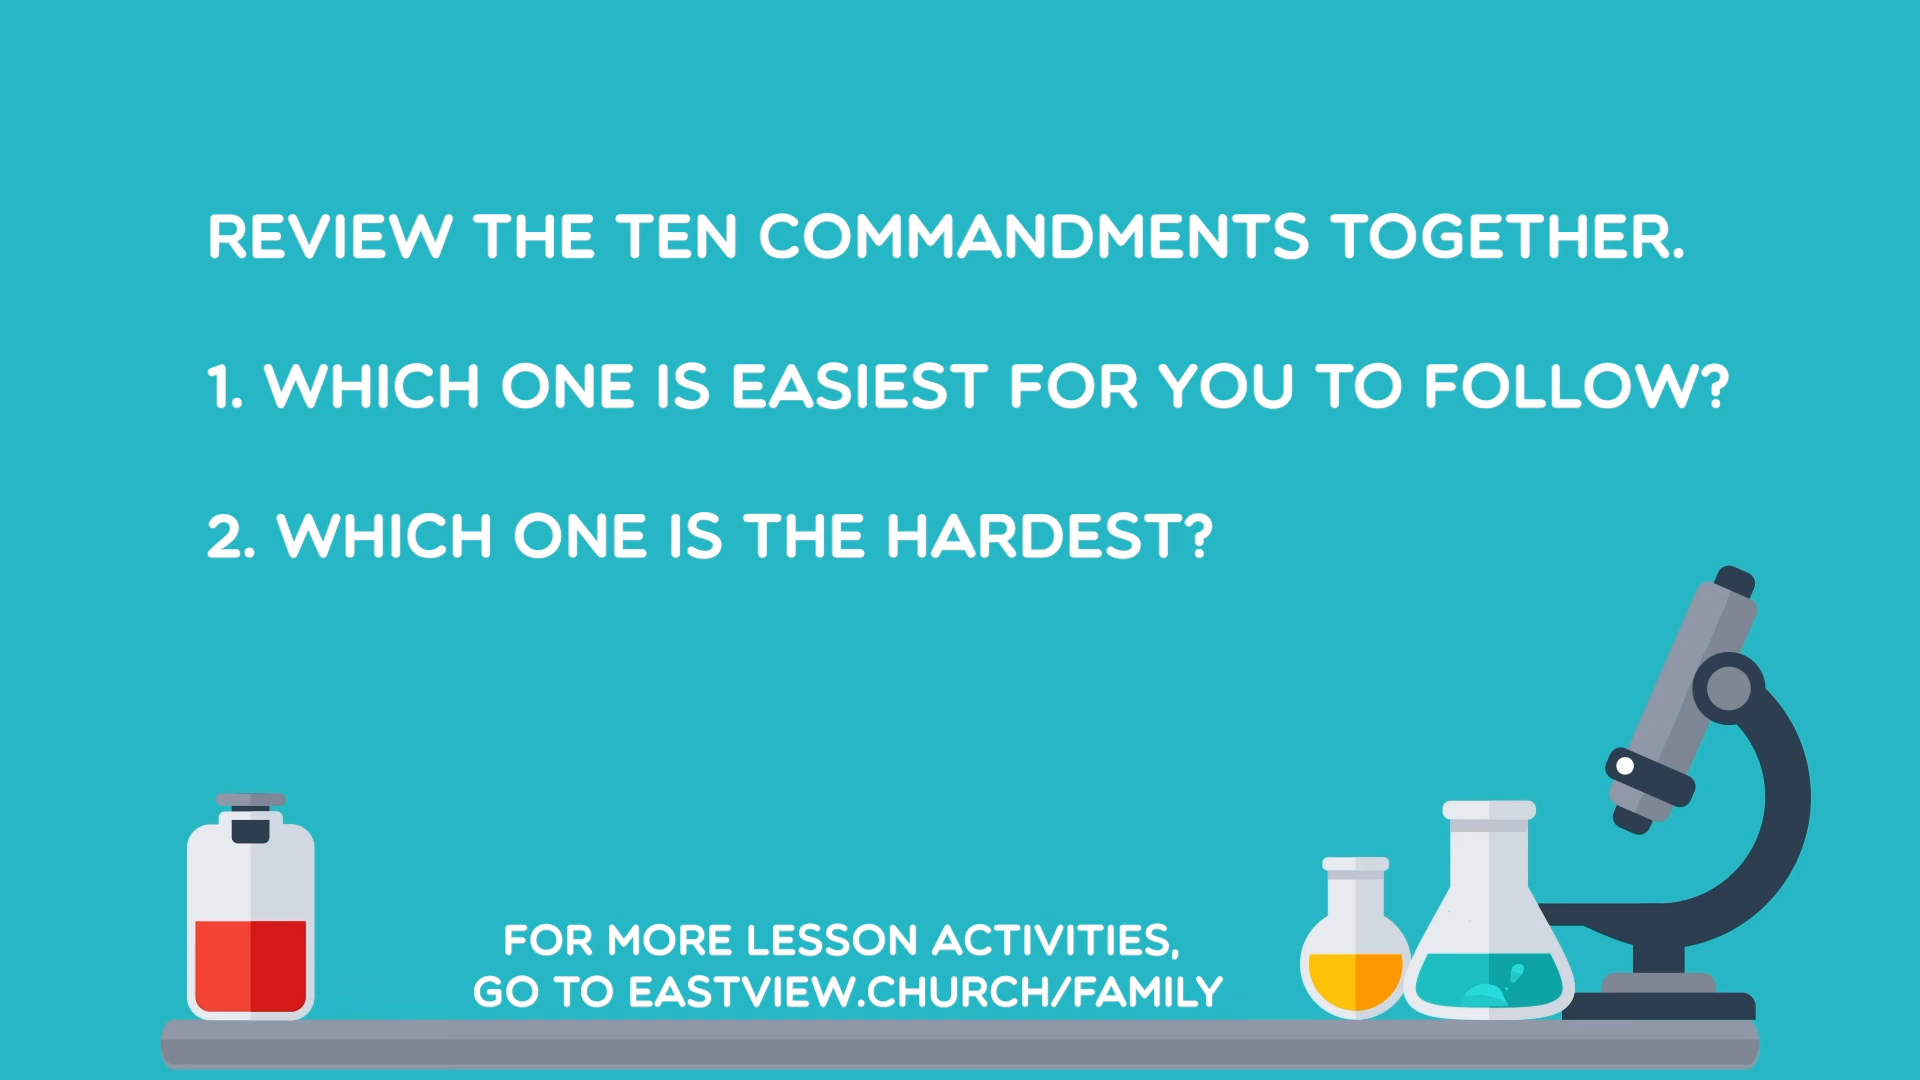 REVIEW THE TEN COMMANDMENTS TOGETHER.
1. WHICH ONE IS EASIEST FOR YOU TO FOLLOW?
2. WHICH ONE IS THE HARDEST?
FOR MORE LESSON ACTIVITIES,
GO TO EASTVIEW.CHURCH/FAMILY